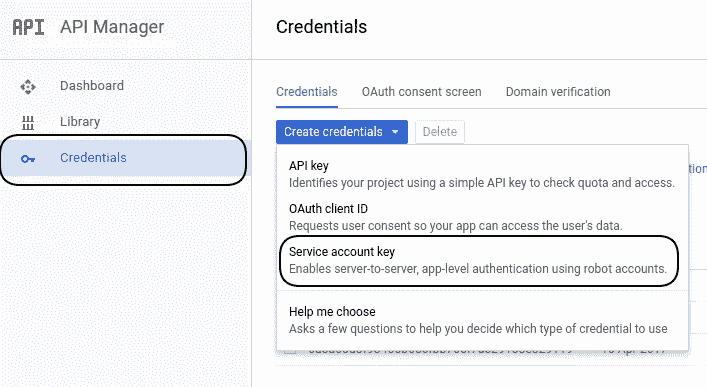 API API Manager
Credentials
Dashboard
Library
Credentials
Credentials OAuth consent screen Domain verification
Create credentials Delete
API key
Identifies your project using a simple API key to check quota and access.
OAuth client ID
Requests user consent so your app can access the user's data.
Service account key
Enables server-to-server, app-level authentication using robot accounts.
Help me choose
Asks a few questions to help you decide which type of credential to use